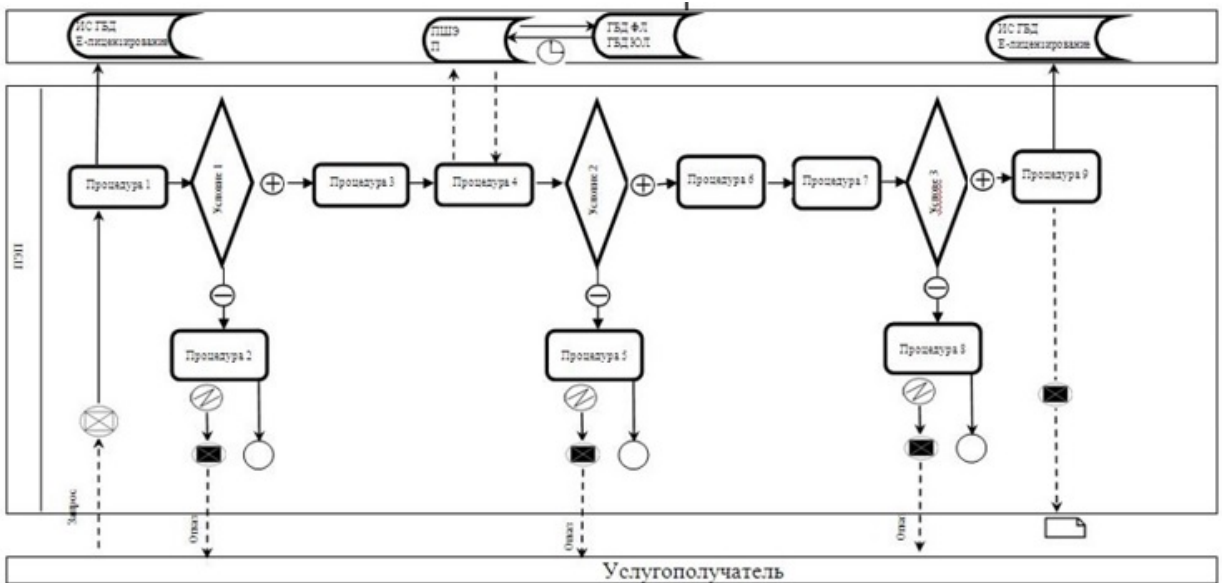 ИС ГБД
Е-лицензирование
ПШЭ
П
ГБД ФЛ
ГБД ЮЛ
ИС ГБД
Е-лицензирование
ПЭП
Процедура 1
Условие 1
Процедура 3
Процедура 4
Условие 2
Процедура 6
Процедура 7
Условие 3
Процедура 9
Процедура 2
Процедура 5
Процедура 8
Запрос
Отказ
Отказ
Отказ
Услугополучатель